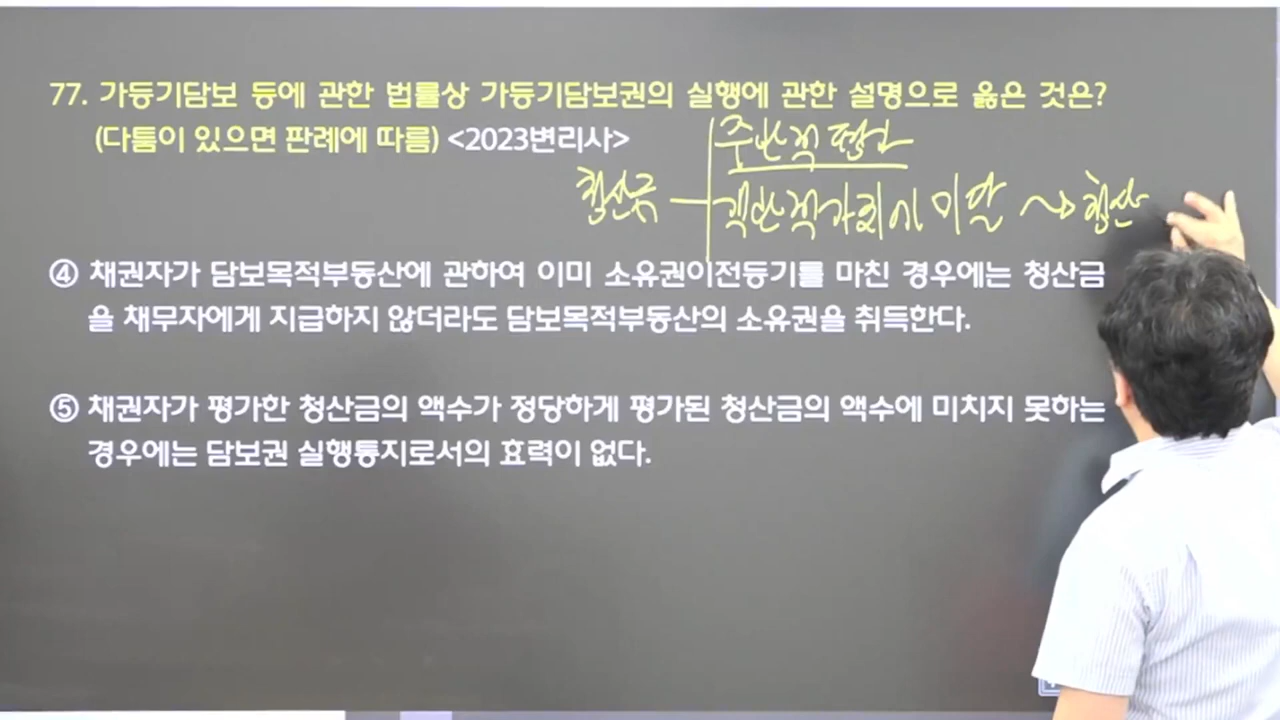 77. 가등기담보 등에 관한 법률상 가등기담보권의 실행에 관한 설명으로 옳은 것은?
(다툼이 있으면 판례에 따름) <2023변리사>
주관적 평가
청산금 객관적 가치에 미달 ~> 청산
④ 채권자가 담보목적부동산에 관하여 이미 소유권이전등기를 마친 경우에는 청산금
을 채무자에게 지급하지 않더라도 담보목적부동산의 소유권을 취득한다.
⑤ 채권자가 평가한 청산금의 액수가 정당하게 평가된 청산금의 액수에 미치지 못하는
경우에는 담보권 실행통지로서의 효력이 없다.